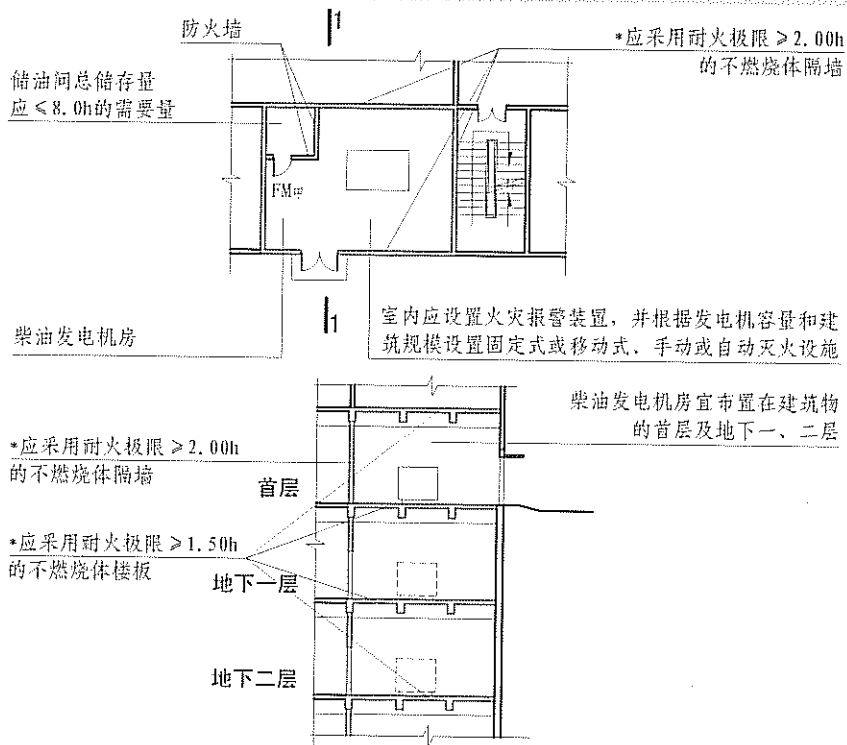 1
防火墙
*应采用耐火极限≥2.00h
的不燃烧体隔墙
储油间总储存量
应≤8.0h的需要量
FM甲
1
柴油发电机房
室内应设置火灾报警装置，并根据发电机容量和建
筑规模设置固定式或移动式、手动或自动灭火设施
柴油发电机房宜布置在建筑物
的首层及地下一、二层
*应采用耐火极限≥2.00h
的不燃烧体隔墙
首层
*应采用耐火极限≥1.50h
的不燃烧体楼板
地下一层
地下二层